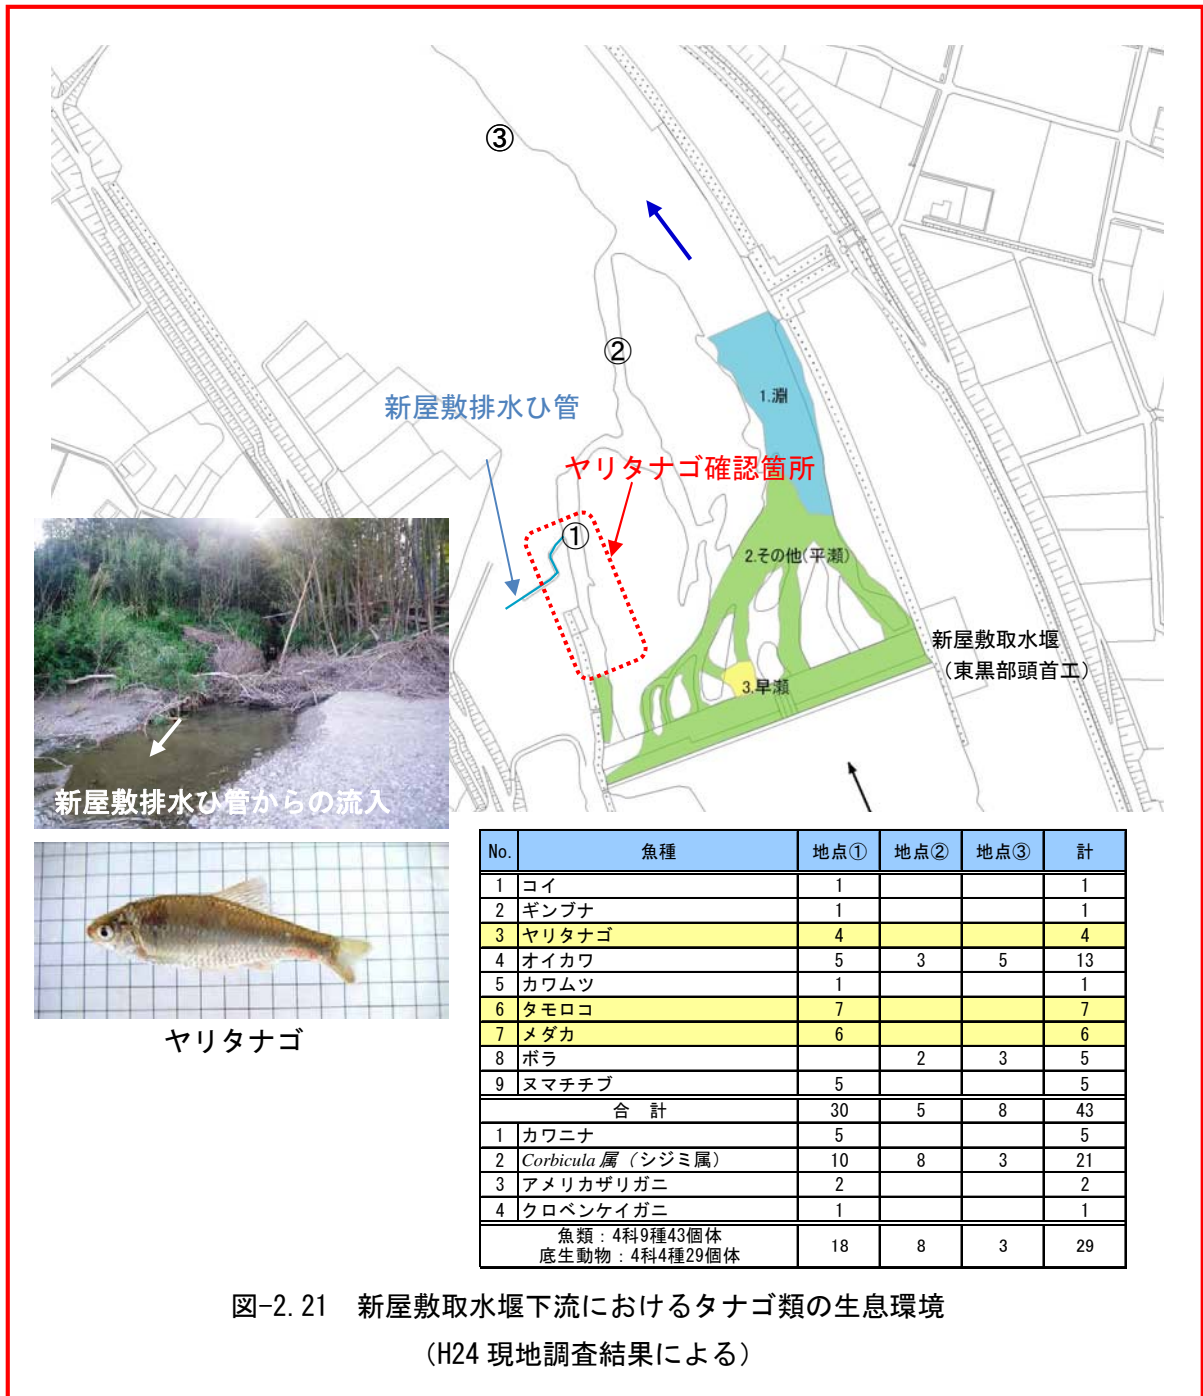 ③
②
1.淵
新屋敷排水ひ管
ヤリタナゴ確認箇所
①
2.その他(平瀬)
新屋敷取水堰
(東黒部頭首工)
3.早瀬
新屋敷排水ひ管からの流入
ヤリタナゴ
No. 魚種 地点① 地点② 地点③ 計
1 コイ 1 1
2 ギンブナ 1 1
3 ヤリタナゴ 4 4
4 オイカワ 5 3 5 13
5 カワムツ 1 1
6 タモロコ 7 7
7 メダカ 6 6
8 ボラ 2 3 5
9 ヌマチチブ 5 5
合 計 30 5 8 43
1 カワニナ 5 5
2 Corbicula属(シジミ属) 10 8 3 21
3 アメリカザリガニ 2 2
4 クロベンケイガニ 1 1
魚類:4科9種43個体
底生動物:4科4種29個体 18 8 3 29
図-2.21 新屋敷取水堰下流におけるタナゴ類の生息環境
(H24 現地調査結果による)